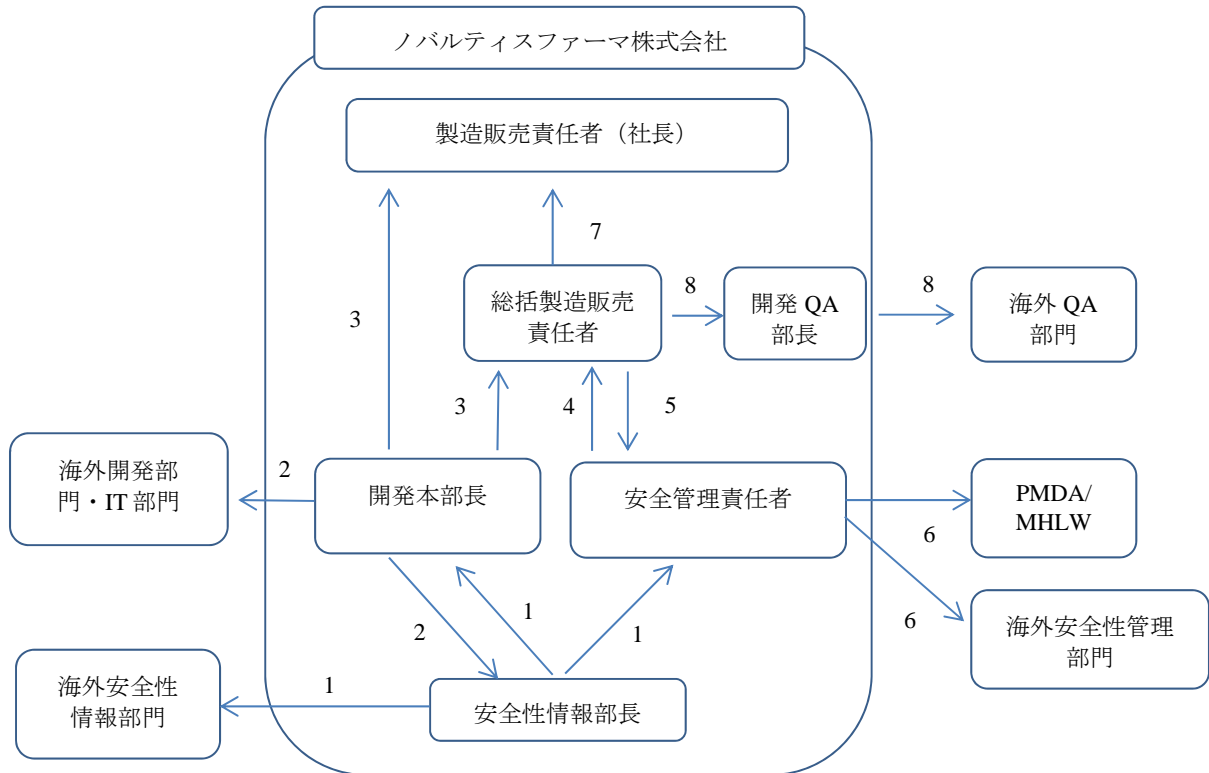 ノバルティスファーマ株式会社
製造販売責任者（社長）
7
3
総括製造販売
責任者
8
開発 QA
部長
8
海外 QA
部門
3
4
5
海外開発部
門・IT 部門
2
開発本部長
安全管理責任者
PMDA/
MHLW
6
2
1
1
6
海外安全性管理
部門
海外安全性
情報部門
1
安全性情報部長